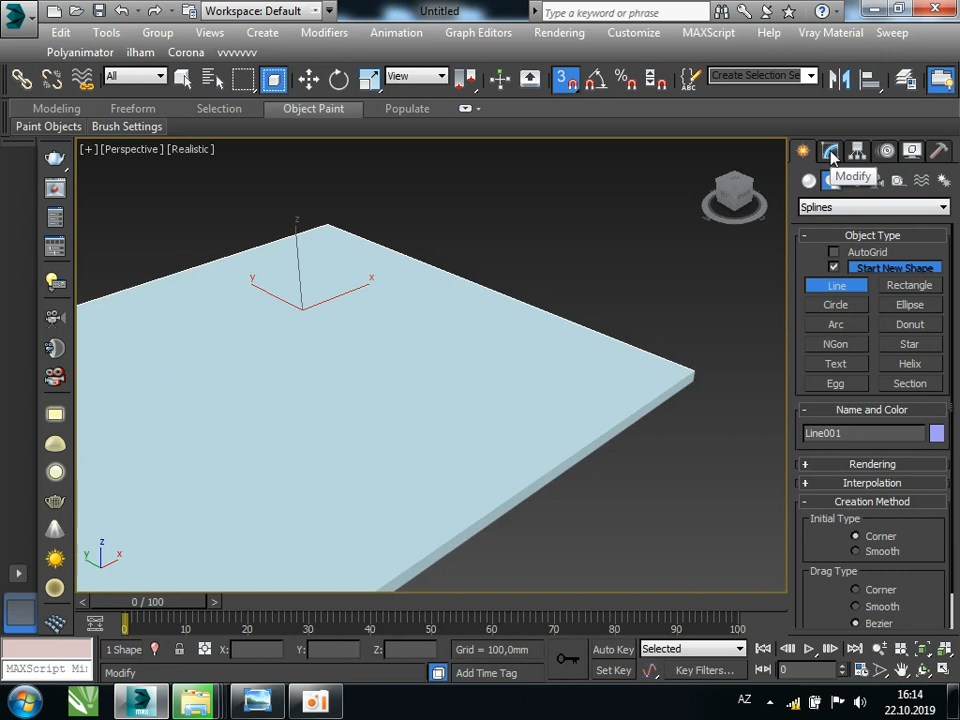 Workspace: Default
Untitled
Type a keyword or phrase
Edit Tools Group Views Create Modifiers Animation Graph Editors Rendering Customize MAXScript Help Vray Material Sweep
Polyanimator ilham Corona vvvvvvv
All
View
3
%
ABC
Create Selection Se
Modeling Freeform Selection Object Paint Populate
Paint Objects Brush Settings
[+] [Perspective] [Realistic]
Modify
Splines
- Object Type
AutoGrid
Start New Shape
Line Rectangle
Circle Ellipse
Arc Donut
NGon Star
Text Helix
Egg Section
- Name and Color
Line001
+ Rendering
+ Interpolation
- Creation Method
Initial Type
Corner
Smooth
Drag Type
Corner
Smooth
Bezier
z
y x
z
y x
< 0 / 100 >
0 10 20 30 40 50 60 70 80 90 100
1 Shape X: Y: Z: Grid = 100,0mm Auto Key Selected
MAXScript Mi: Modify Add Time Tag Set Key Key Filters... 0
AZ
16:14
22.10.2019